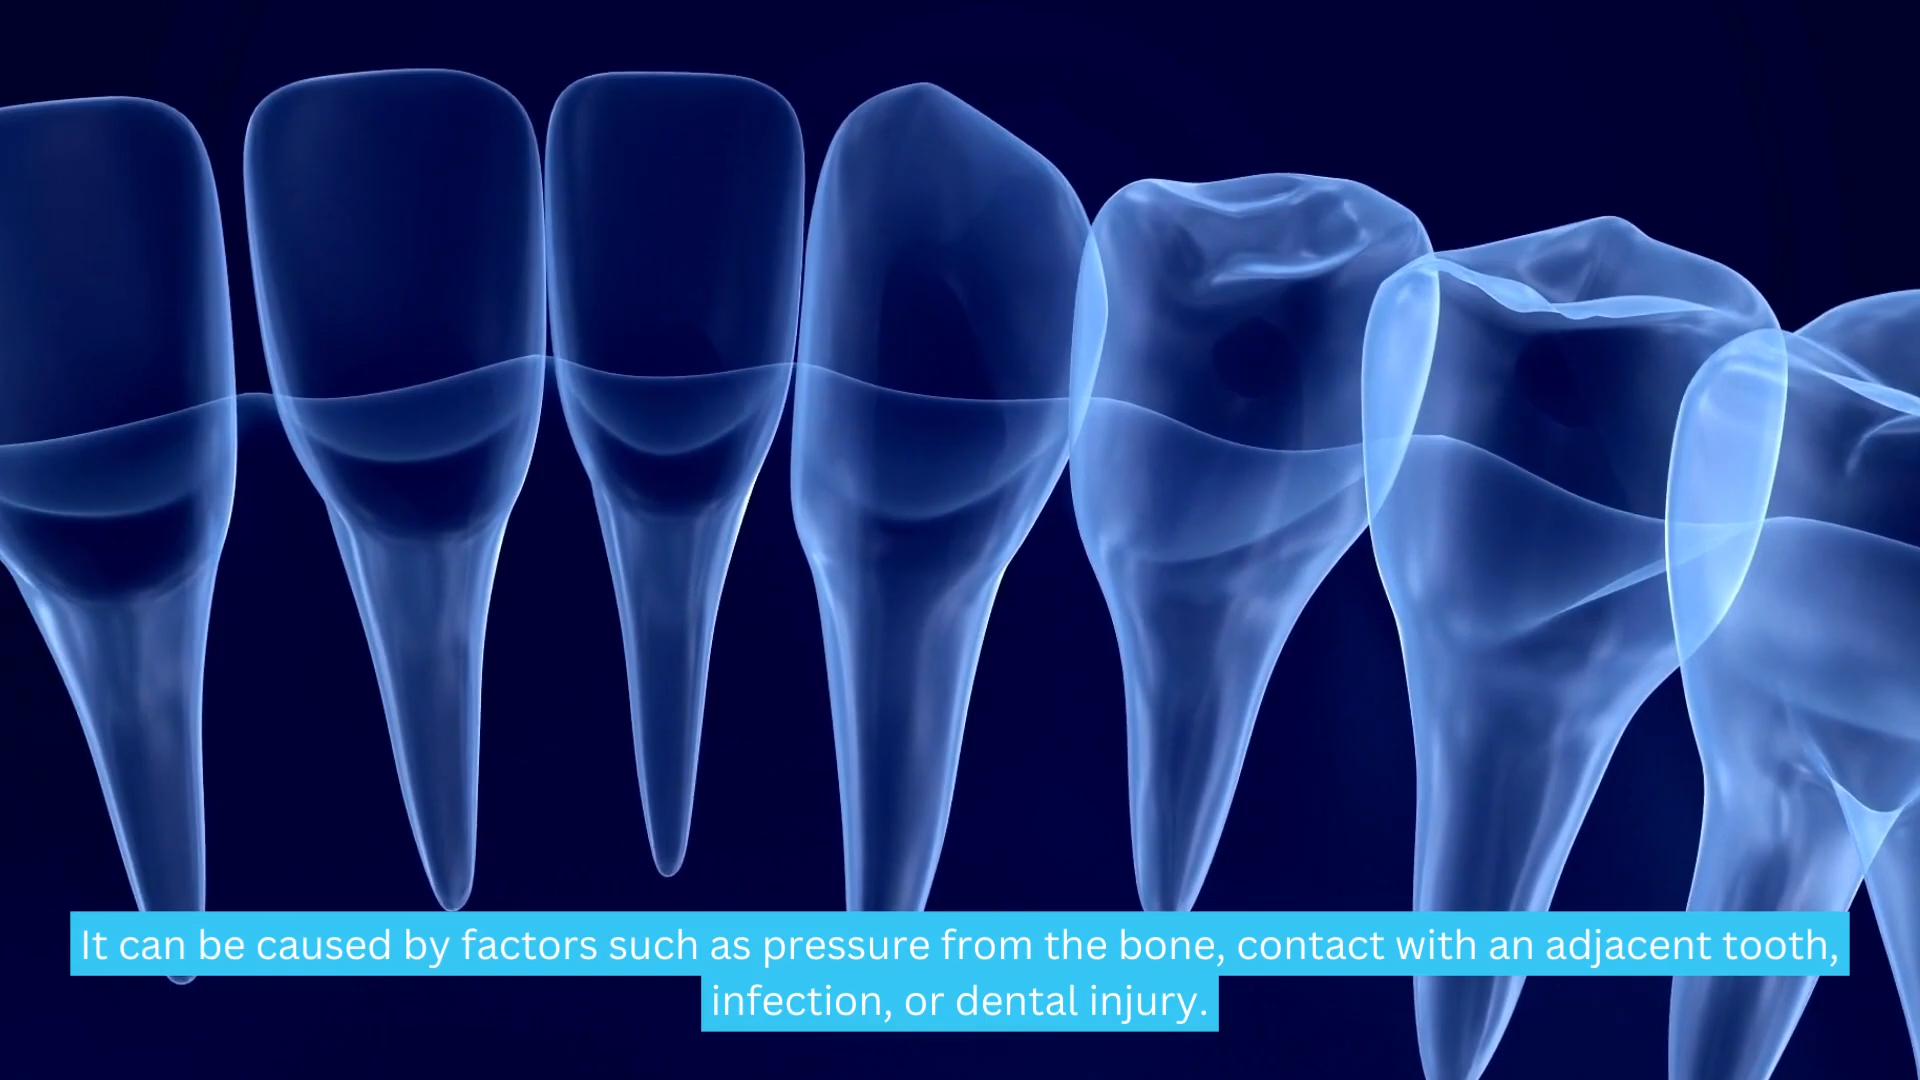 It can be caused by factors such as pressure from the bone, contact with an adjacent tooth,
infection, or dental injury.